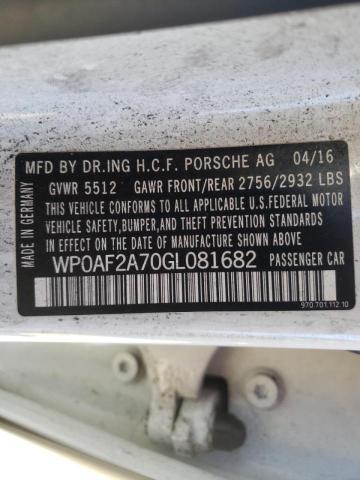 MADE IN GERMANY
MFD BY DR.ING H.C.F. PORSCHE AG 04/16
GVWR 5512 GAWR FRONT/REAR 2756/2932 LBS
THIS VEHICLE CONFORMS TO ALL APPLICABLE
FEDERAL MOTOR VEHICLE SAFETY, BUMPER, AND THEFT
PREVENTION STANDARDS IN EFFECT ON THE DATE OF
MANUFACTURE SHOWN ABOVE.
WP0AF2A70GL081682 PASSENGER CAR
970.701.112.10